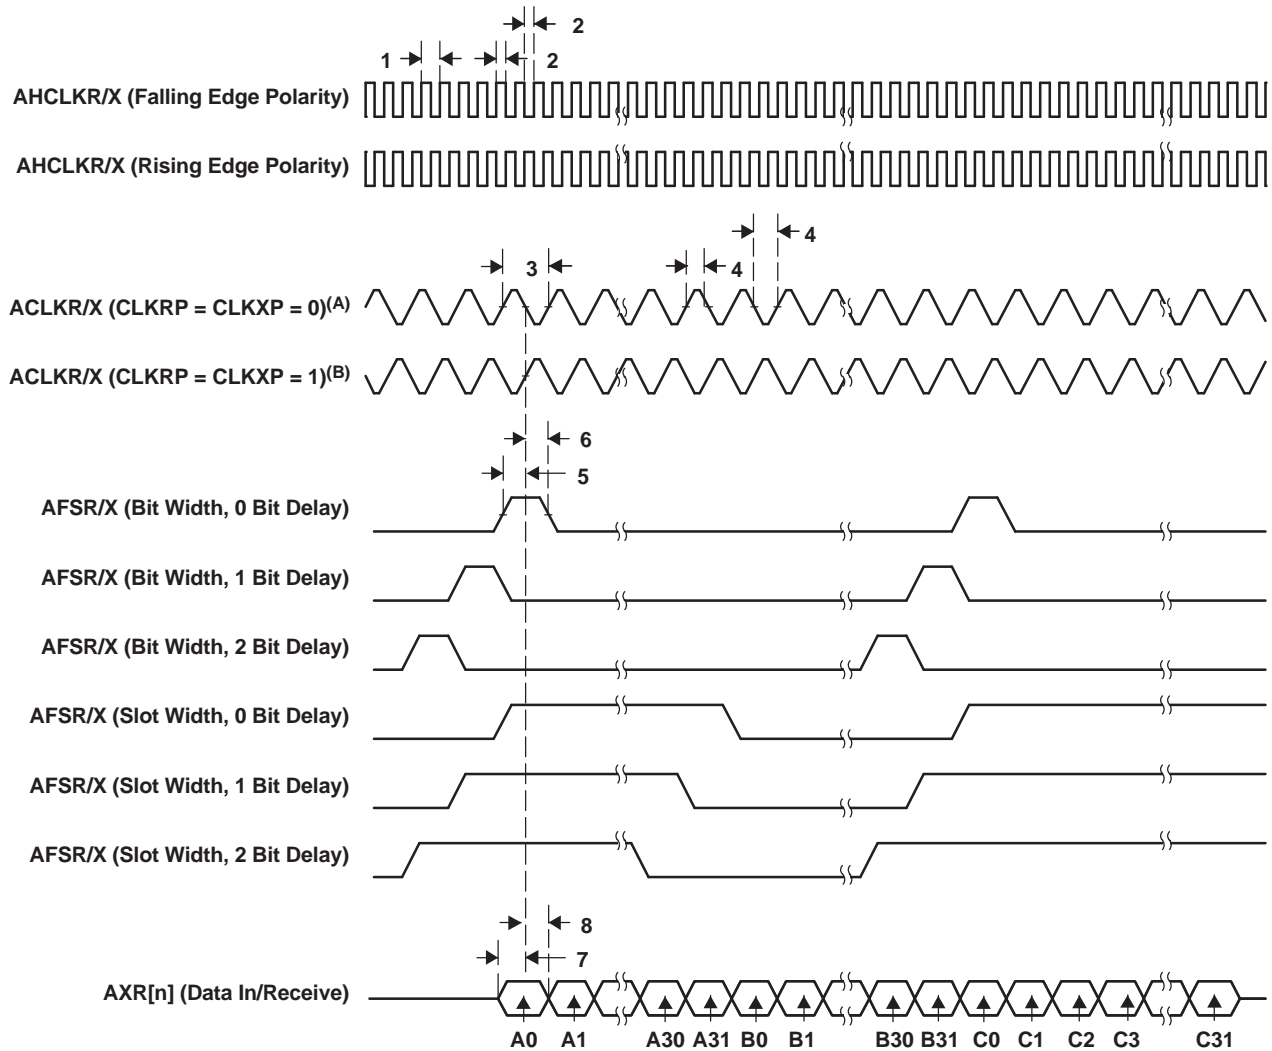 2
1 2
AHCLKR/X (Falling Edge Polarity)
AHCLKR/X (Rising Edge Polarity)
4
3 4
ACLKR/X (CLKRP = CLKXP = 0)(A)
ACLKR/X (CLKRP = CLKXP = 1)(B)
6
5
AFSR/X (Bit Width, 0 Bit Delay)
AFSR/X (Bit Width, 1 Bit Delay)
AFSR/X (Bit Width, 2 Bit Delay)
AFSR/X (Slot Width, 0 Bit Delay)
AFSR/X (Slot Width, 1 Bit Delay)
AFSR/X (Slot Width, 2 Bit Delay)
8
7
AXR[n] (Data In/Receive)
A0 A1 A30 A31 B0 B1 B30 B31 C0 C1 C2 C3 C31